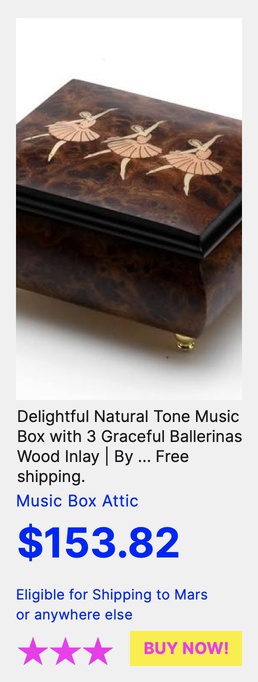 Delightful Natural Tone Music
Box with 3 Graceful Ballerinas
Wood Inlay | By ... Free
shipping.
Music Box Attic
$153.82
Eligible for Shipping to Mars
or anywhere else
BUY NOW!